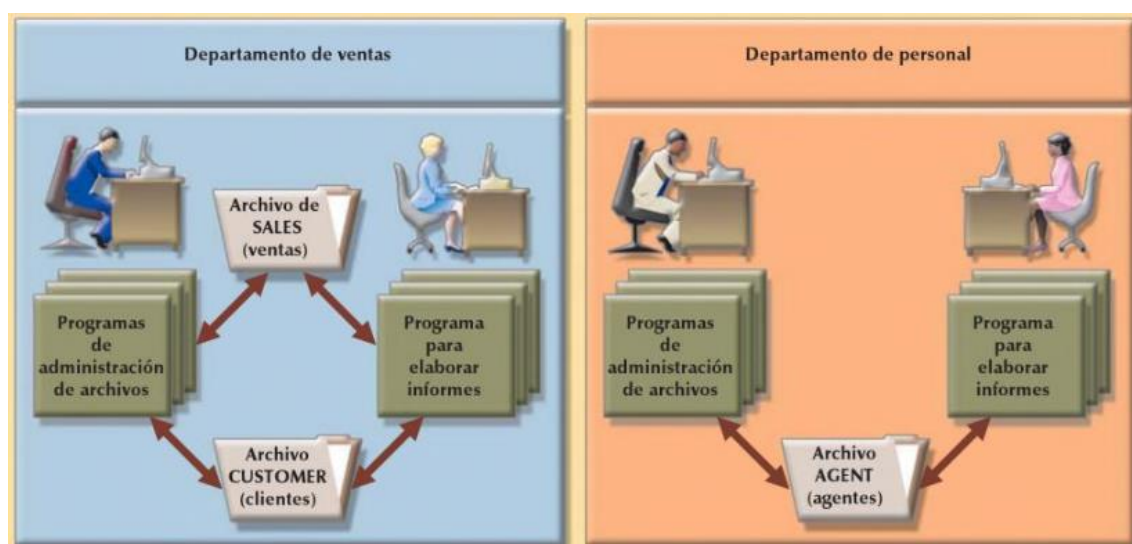 Departamento de ventas
Archivo de
SALES
(ventas)
Programas
de
administración
de archivos
Programa
para
elaborar
informes
Archivo
CUSTOMER
(clientes)
Departamento de personal
Programas
de
administración
de archivos
Programa
para
elaborar
informes
Archivo
AGENT
(agentes)